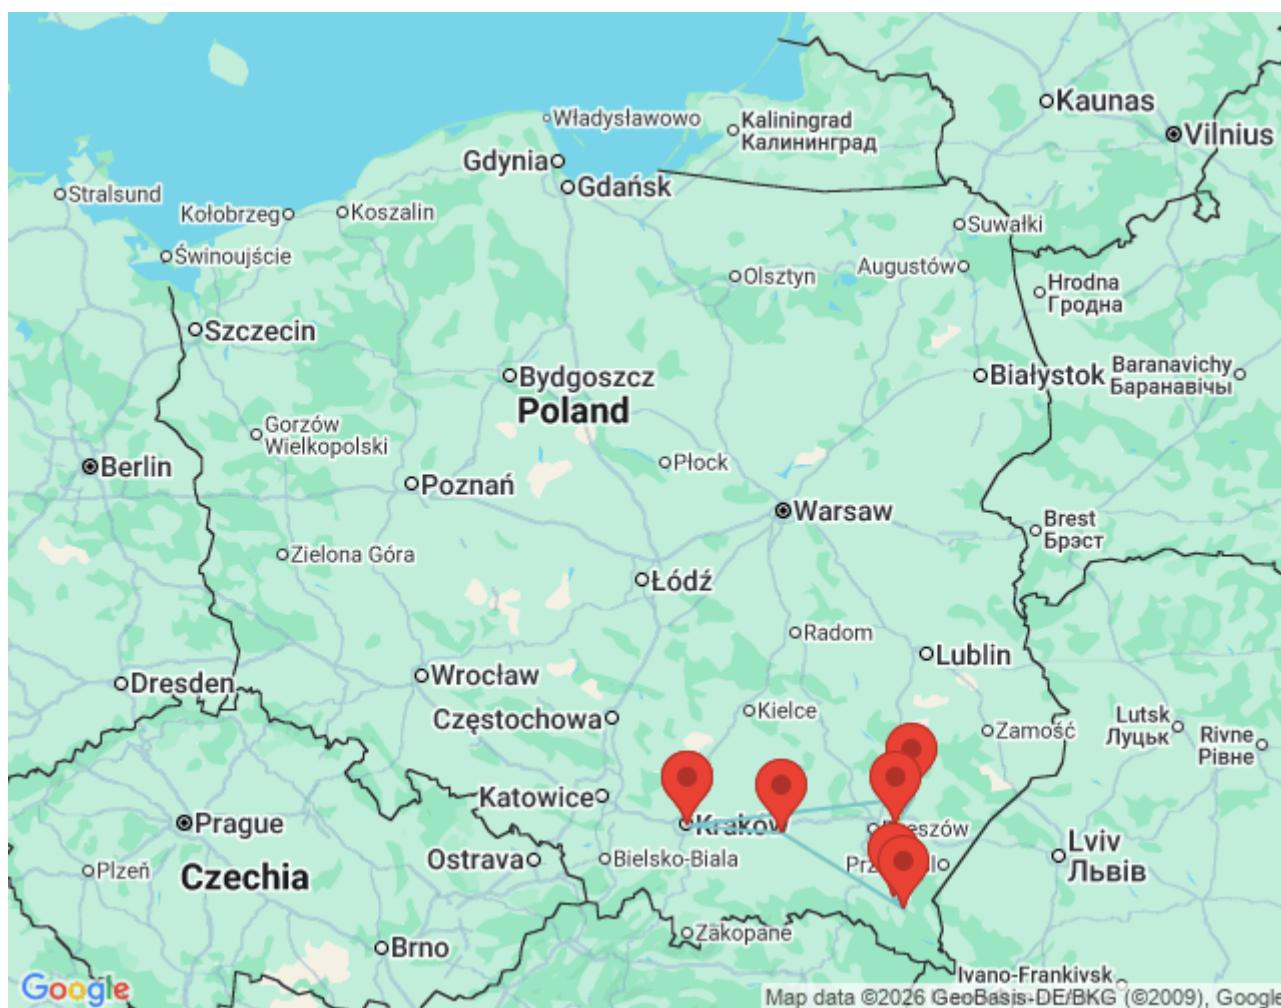 Kaunas
Władysławowo
Kaliningrad
Калининград
Vilnius
Gdynia
Gdańsk
Stralsund
Kołobrzeg
Koszalin
Suwałki
Świnoujście
Olsztyn
Augustów
Hrodna
Гродна
Szczecin
Bydgoszcz
Białystok
Baranavichy
Баранавічы
Poland
Gorzów
Wielkopolski
Berlin
Płock
Poznań
Warsaw
Brest
Брэст
Zielona Góra
Łódź
Radom
Lublin
Wrocław
Dresden
Częstochowa
Kielce
Zamość
Lutsk
Луцьк
Rivne
Рівне
Katowice
Prague
Kraków
Lviv
Львів
Plzeň
Czechia
Ostrava
Bielsko-Biala
Zakopane
Brno
Ivano-Frankivsk
Google
Map data ©2026 GeoBasis-DE/BKG (©2009), Google